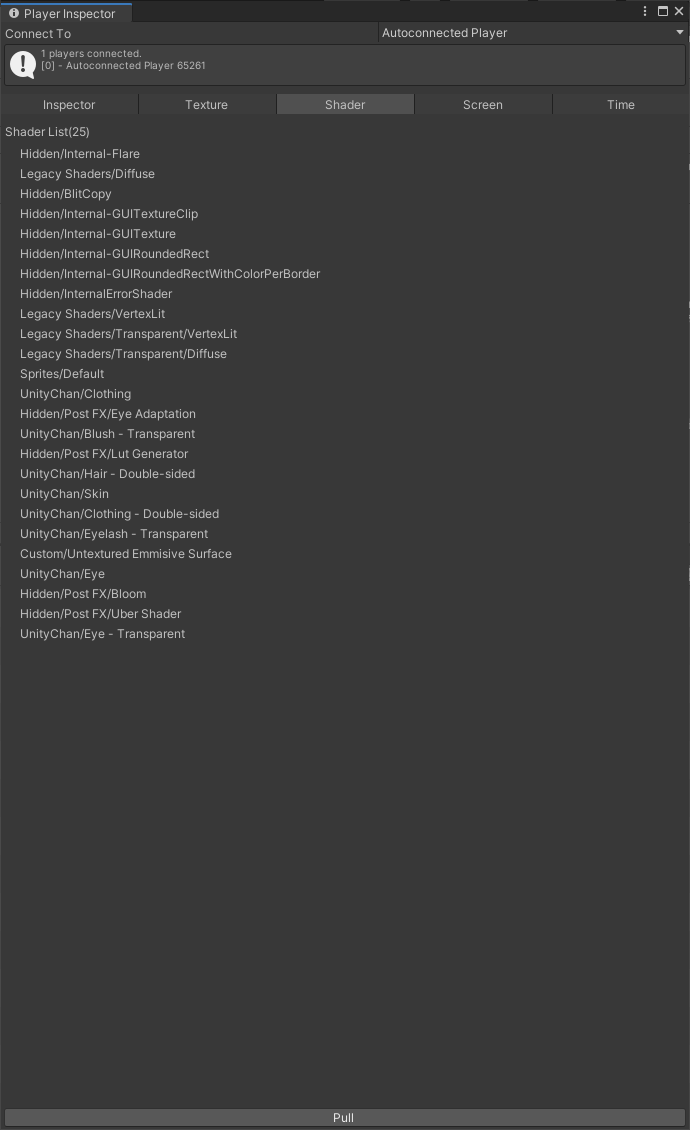 Player Inspector
Connect To
Autoconnected Player
1 players connected.
[0] - Autoconnected Player 65261
Inspector
Texture
Shader
Screen
Time
Shader List(25)
Hidden/Internal-Flare
Legacy Shaders/Diffuse
Hidden/BlitCopy
Hidden/Internal-GUITextureClip
Hidden/Internal-GUITexture
Hidden/Internal-GUIRoundedRect
Hidden/Internal-GUIRoundedRectWithColorPerBorder
Hidden/InternalErrorShader
Legacy Shaders/VertexLit
Legacy Shaders/Transparent/VertexLit
Legacy Shaders/Transparent/Diffuse
Sprites/Default
UnityChan/Clothing
Hidden/Post FX/Eye Adaptation
UnityChan/Blush - Transparent
Hidden/Post FX/Lut Generator
UnityChan/Hair - Double-sided
UnityChan/Skin
UnityChan/Clothing - Double-sided
UnityChan/Eyelash - Transparent
Custom/Untextured Emmisive Surface
UnityChan/Eye
Hidden/Post FX/Bloom
Hidden/Post FX/Uber Shader
UnityChan/Eye - Transparent
Pull